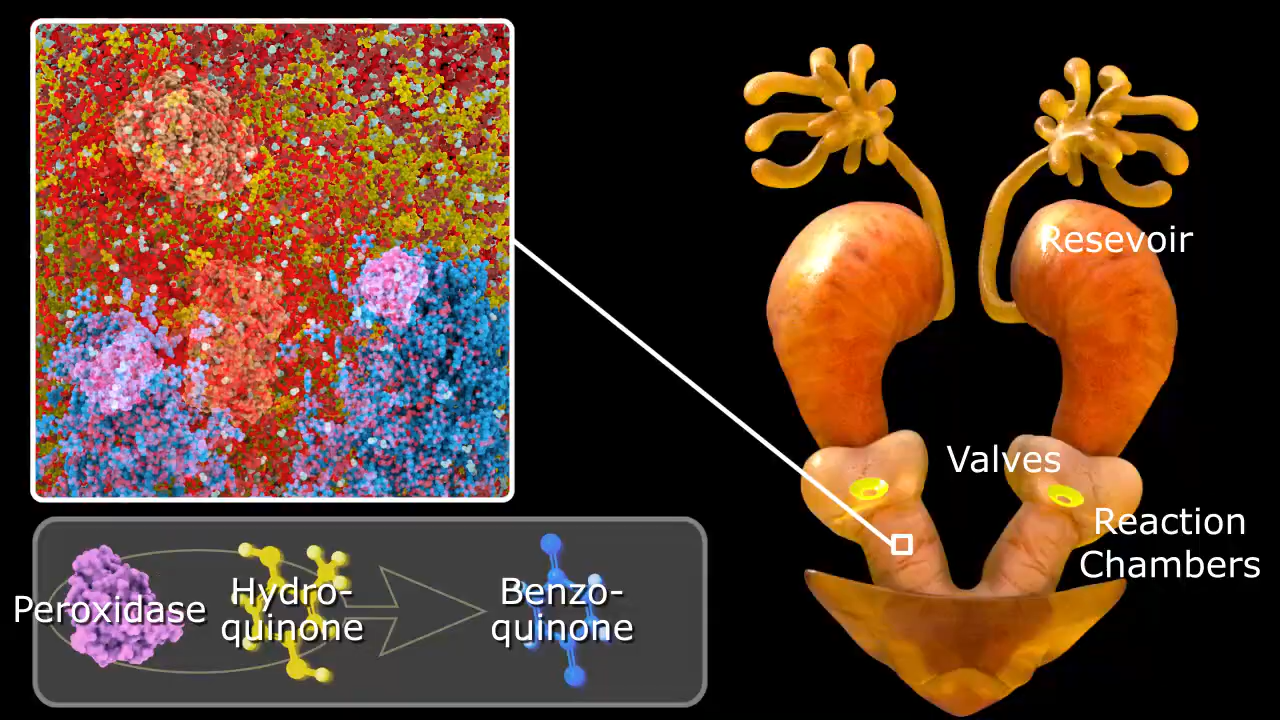 Resevoir
Valves
Reaction
Chambers
Peroxidase
Hydro-
quinone
Benzo-
quinone